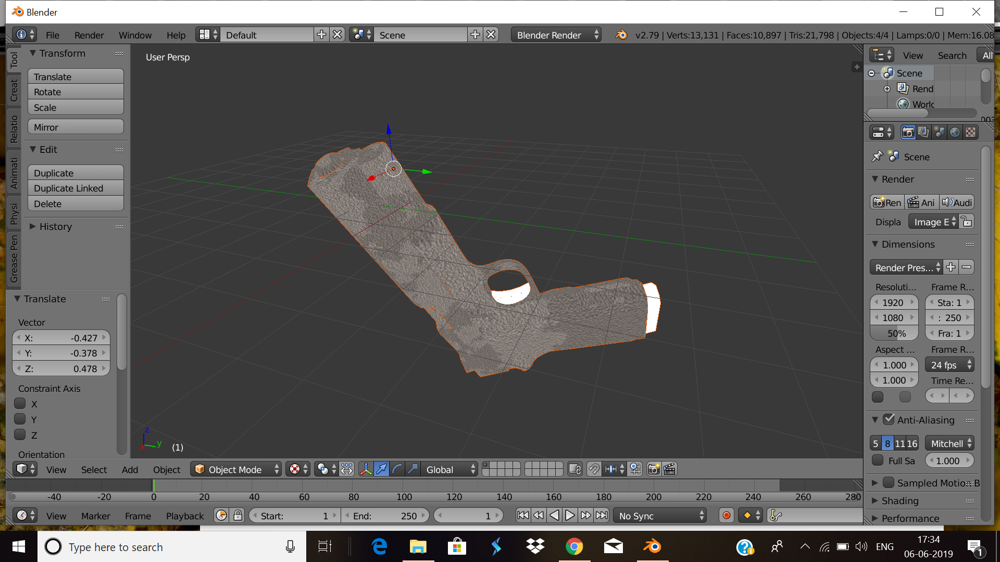 Blender
File Render Window Help Default Scene Blender Render v2.79 | Verts:13,131 | Faces:10,897 | Tris:21,798 | Objects:4/4 | Lamps:0/0 | Mem:16.08
Tool
Creat
Relatio
Animati
Physi
Grease Pen
Transform
Translate
Rotate
Scale
Mirror
Edit
Duplicate
Duplicate Linked
Delete
History
Translate
Vector
X: -0.427
Y: -0.378
Z: 0.478
Constraint Axis
X
Y
Z
Orientation
User Persp
z
y
x
(1)
View Select Add Object Object Mode Global
-40 -20 0 20 40 60 80 100 120 140 160 180 200 220 240 260 280
View Marker Frame Playback Start: 1 End: 250 1 No Sync
View Search All
Scene
Rend
World
003
Scene
Render
Ren Ani Audi
Displa Image E
Dimensions
Render Pres...
Resoluti... Frame R...
1920 Sta: 1
1080 : 250
50% Fra: 1
Aspect ... Frame R...
1.000 24 fps
1.000 Time Re...
Anti-Aliasing
5 8 11 16 Mitchell
Full Sa 1.000
Sampled Motion B
Shading
Performance
Type here to search
ENG
17:34
06-06-2019
1